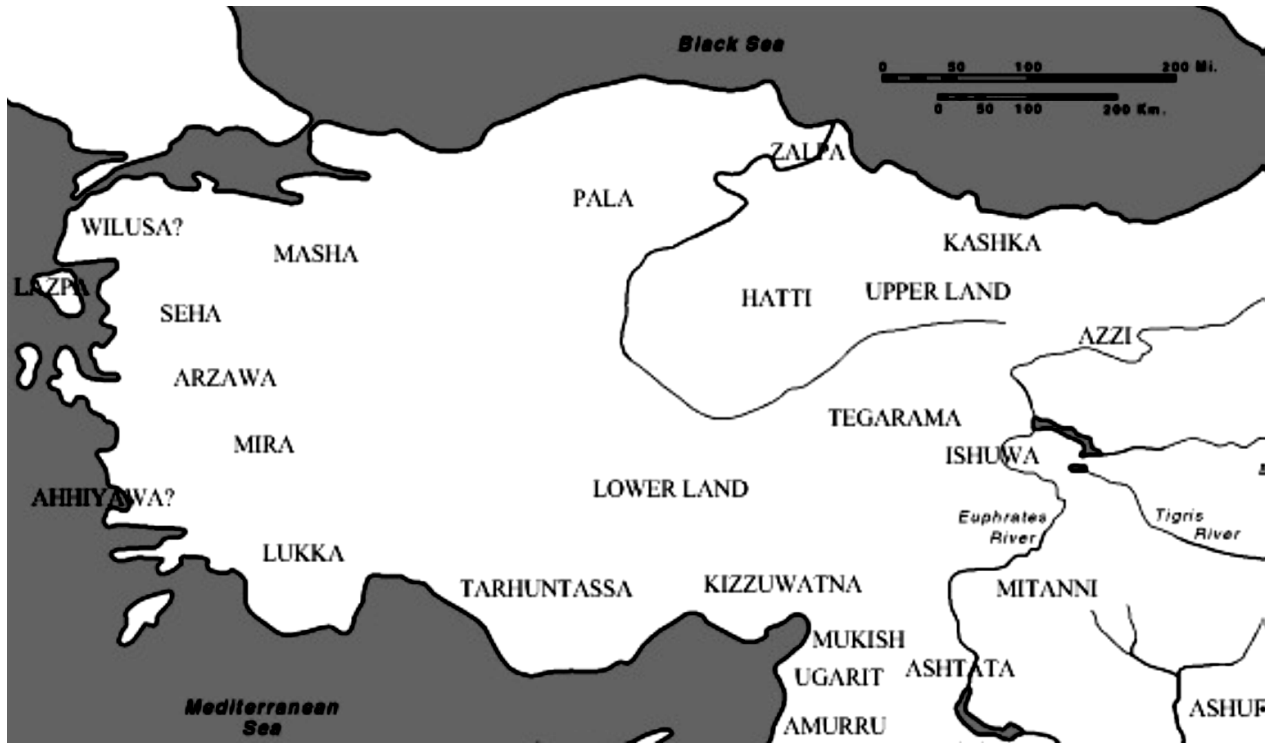 Black Sea
0 50 100 200 Mi.
0 50 100 200 Km.
ZALPA
PALA
WILUSA?
MASHA
KASHKA
LAZPA
HATTI
UPPER LAND
SEHA
AZZI
ARZAWA
TEGARAMA
MIRA
ISHUWA
LOWER LAND
AHHIYAWA?
Euphrates
River
Tigris
River
LUKKA
TARHUNTASSA
KIZZUWATNA
MITANNI
MUKISH
UGARIT
ASHTATA
Mediterranean
Sea
AMURRU
ASHUR